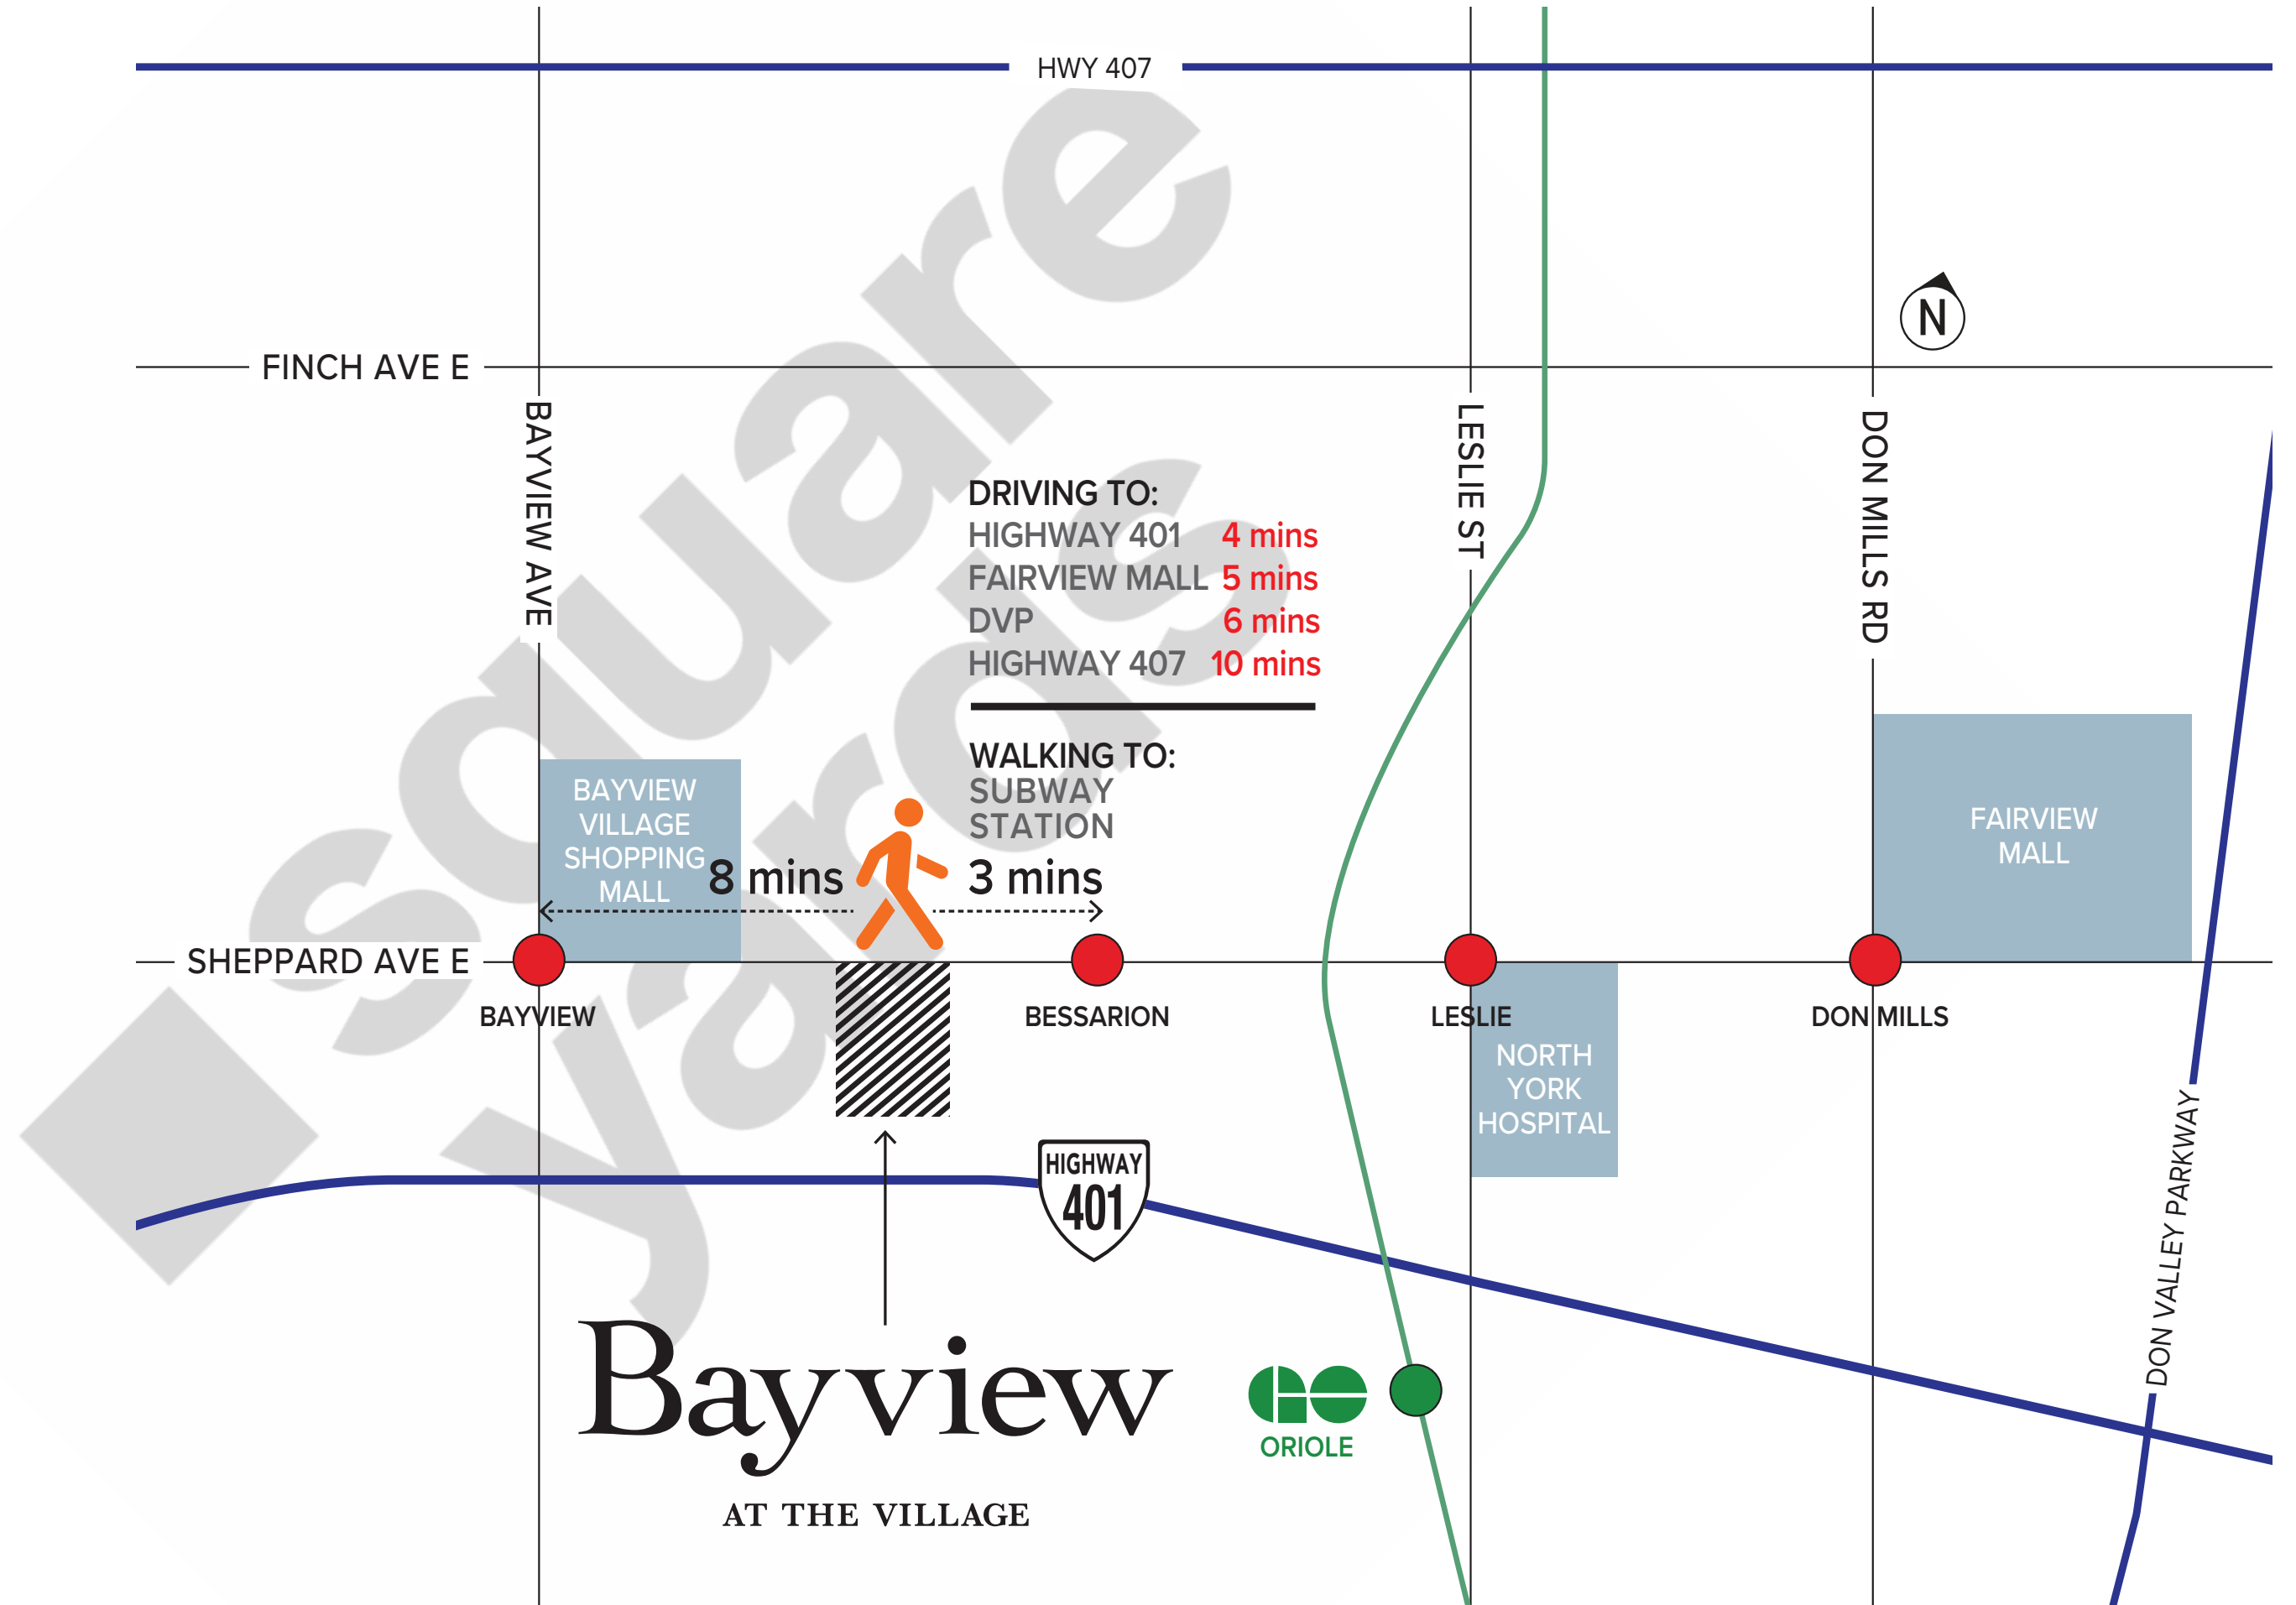 HWY 407
N
FINCH AVE E
BAYVIEW AVE
LESLIE ST
DON MILLS RD
DRIVING TO:
HIGHWAY 401 4 mins
FAIRVIEW MALL 5 mins
DVP 6 mins
HIGHWAY 407 10 mins
WALKING TO:
SUBWAY
STATION
BAYVIEW
VILLAGE
SHOPPING
MALL
8 mins
3 mins
FAIRVIEW
MALL
SHEPPARD AVE E
BAYVIEW
BESSARION
LESLIE
DON MILLS
NORTH
YORK
HOSPITAL
HIGHWAY
401
DON VALLEY PARKWAY
Bayview
AT THE VILLAGE
GO
ORIOLE
square
yards